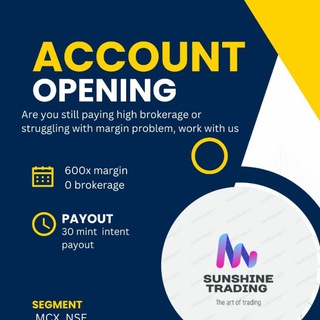 ACCOUNT
OPENING
Are you still paying high brokerage or
struggling with margin problem, work with us
600x margin
0 brokerage
PAYOUT
30 mint intent
payout
SUNSHINE
TRADING
The art of trading
SEGMENT
MCX, NSE